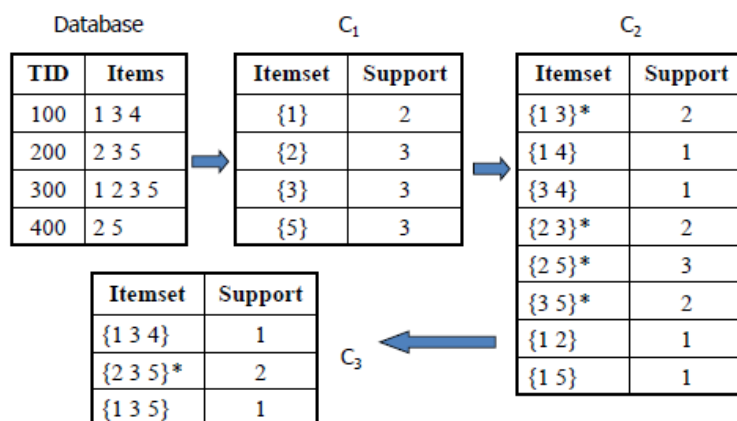 Database
TID Items
100 1 3 4
200 2 3 5
300 1 2 3 5
400 2 5
C1
Itemset Support
{1} 2
{2} 3
{3} 3
{5} 3
C2
Itemset Support
{1 3}* 2
{1 4} 1
{3 4} 1
{2 3}* 2
{2 5}* 3
{3 5}* 2
{1 2} 1
{1 5} 1
Itemset Support
{1 3 4} 1
{2 3 5}* 2
{1 3 5} 1
C3